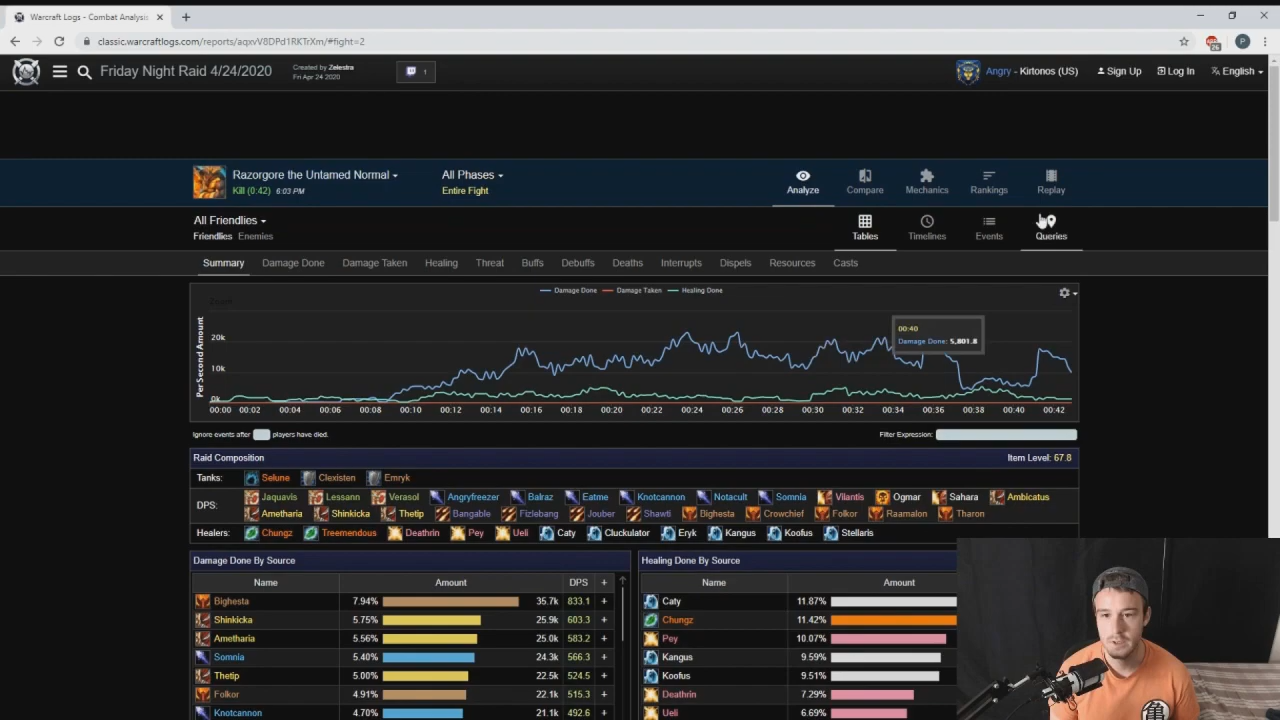 Warcraft Logs - Combat Analysis
classic.warcraftlogs.com/reports/aqxvV8DPd1RKTrXm/#fight=2
Friday Night Raid 4/24/2020
Created by Zelestra
Fri Apr 24 2020
1
Angry - Kirtonos (US)
Sign Up
Log In
English
Razorgore the Untamed Normal
Kill (0:42) 6:03 PM
All Phases
Entire Fight
Analyze
Compare
Mechanics
Rankings
Replay
All Friendlies
Friendlies Enemies
Tables
Timelines
Events
Queries
Summary Damage Done Damage Taken Healing Threat Buffs Debuffs Deaths Interrupts Dispels Resources Casts
Damage Done Damage Taken Healing Done
Zoom
Per Second Amount
20k
10k
0k
00:40
Damage Done: 5,801.8
00:00 00:02 00:04 00:06 00:08 00:10 00:12 00:14 00:16 00:18 00:20 00:22 00:24 00:26 00:28 00:30 00:32 00:34 00:36 00:38 00:40 00:42
Ignore events after players have died.
Filter Expression:
Raid Composition
Item Level: 67.8
Tanks: Selune Clexisten Emryk
DPS: Jaquavis Lessann Verasol Angryfreezer Balraz Eatme Knotcannon Notacult Somnia Vilantis Ogmar Sahara Ambicatus
Ametharia Shinkicka Thetip Bangable Fizlebang Jouber Shawti Bighesta Crowchief Folkor Raamalon Tharon
Healers: Chungz Treemendous Deathrin Pey Ueli Caty Cluckulator Eryk Kangus Koofus Stellaris
Damage Done By Source
Name Amount DPS +
Bighesta 7.94% 35.7k 833.1 +
Shinkicka 5.75% 25.9k 603.3 +
Ametharia 5.56% 25.0k 583.2 +
Somnia 5.40% 24.3k 566.3 +
Thetip 5.00% 22.5k 524.5 +
Folkor 4.91% 22.1k 515.3 +
Knotcannon 4.70% 21.1k 492.6 +
Healing Done By Source
Name Amount
Caty 11.87%
Chungz 11.42%
Pey 10.07%
Kangus 9.59%
Koofus 9.51%
Deathrin 7.29%
Ueli 6.69%